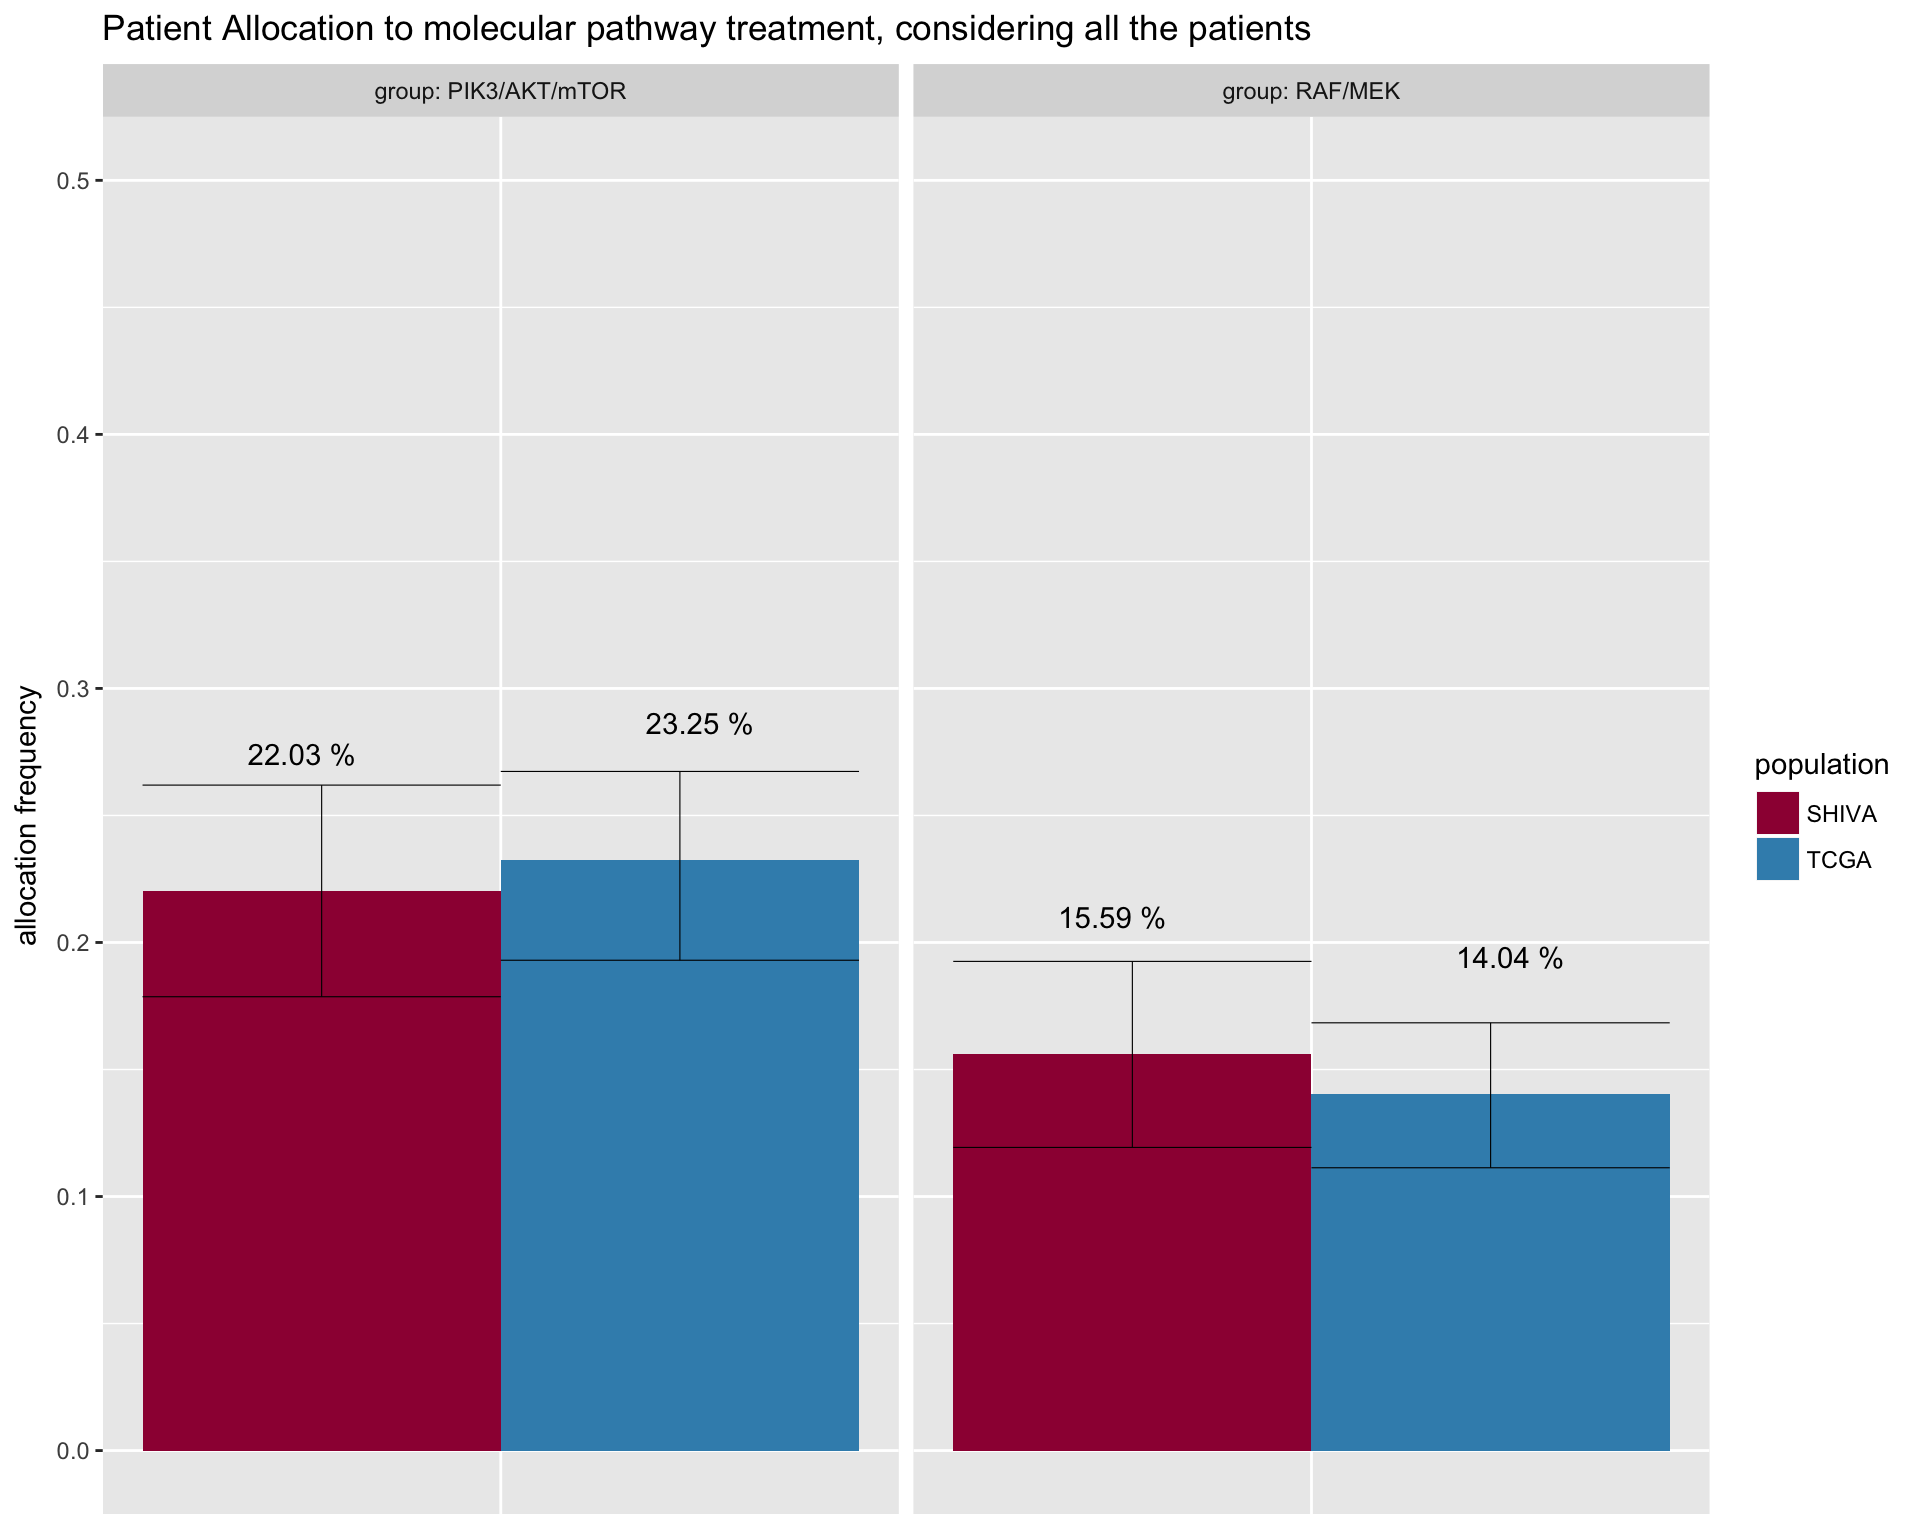 Patient Allocation to molecular pathway treatment, considering all the patients
group: PIK3/AKT/mTOR
group: RAF/MEK
0.5
0.4
0.3
0.2
0.1
0.0
allocation frequency
22.03 %
23.25 %
15.59 %
14.04 %
population
SHIVA
TCGA